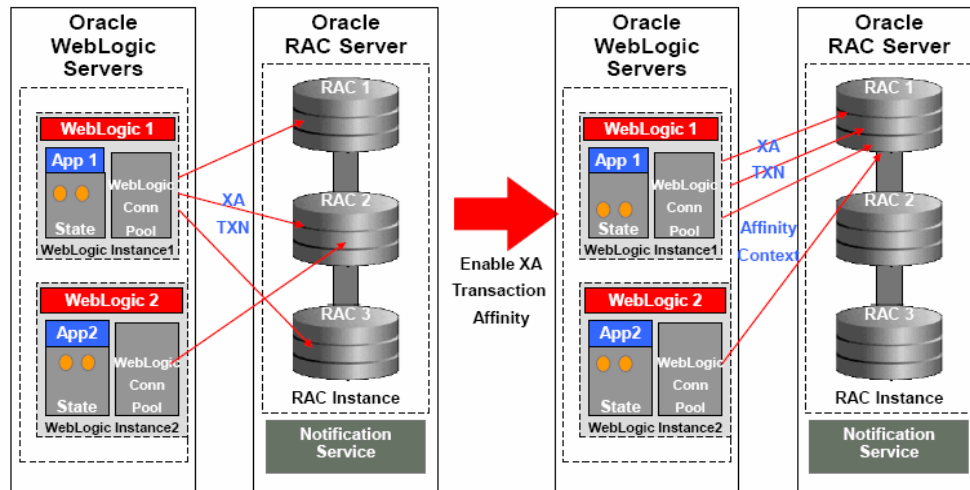 Oracle
WebLogic
Servers
WebLogic 1
App 1
State
WebLogic
Conn
Pool
WebLogic Instance1
WebLogic 2
App2
State
WebLogic
Conn
Pool
WebLogic Instance2
XA
TXN
Oracle
RAC Server
RAC 1
RAC 2
RAC 3
RAC Instance
Notification
Service
Enable XA
Transaction
Affinity
Oracle
WebLogic
Servers
WebLogic 1
App 1
State
WebLogic
Conn
Pool
WebLogic Instance1
WebLogic 2
App2
State
WebLogic
Conn
Pool
WebLogic Instance2
XA
TXN
Affinity
Context
Oracle
RAC Server
RAC 1
RAC 2
RAC 3
RAC Instance
Notification
Service